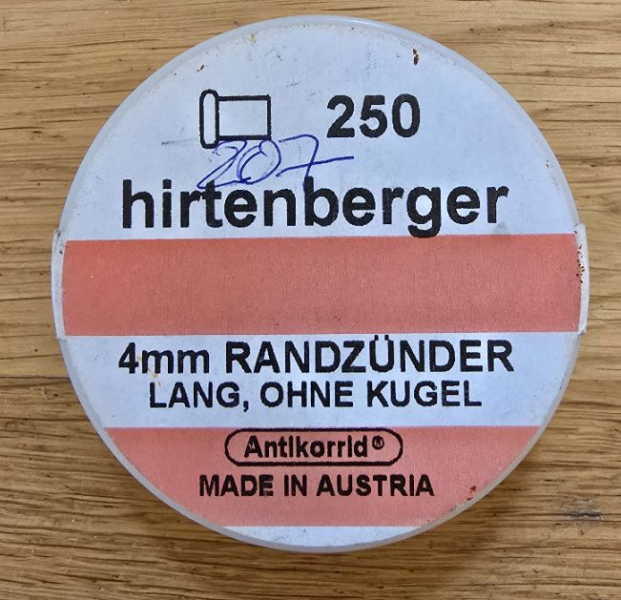 250
207
hirtenberger
4mm RANDZÜNDER
LANG, OHNE KUGEL
Antikorrid®
MADE IN AUSTRIA